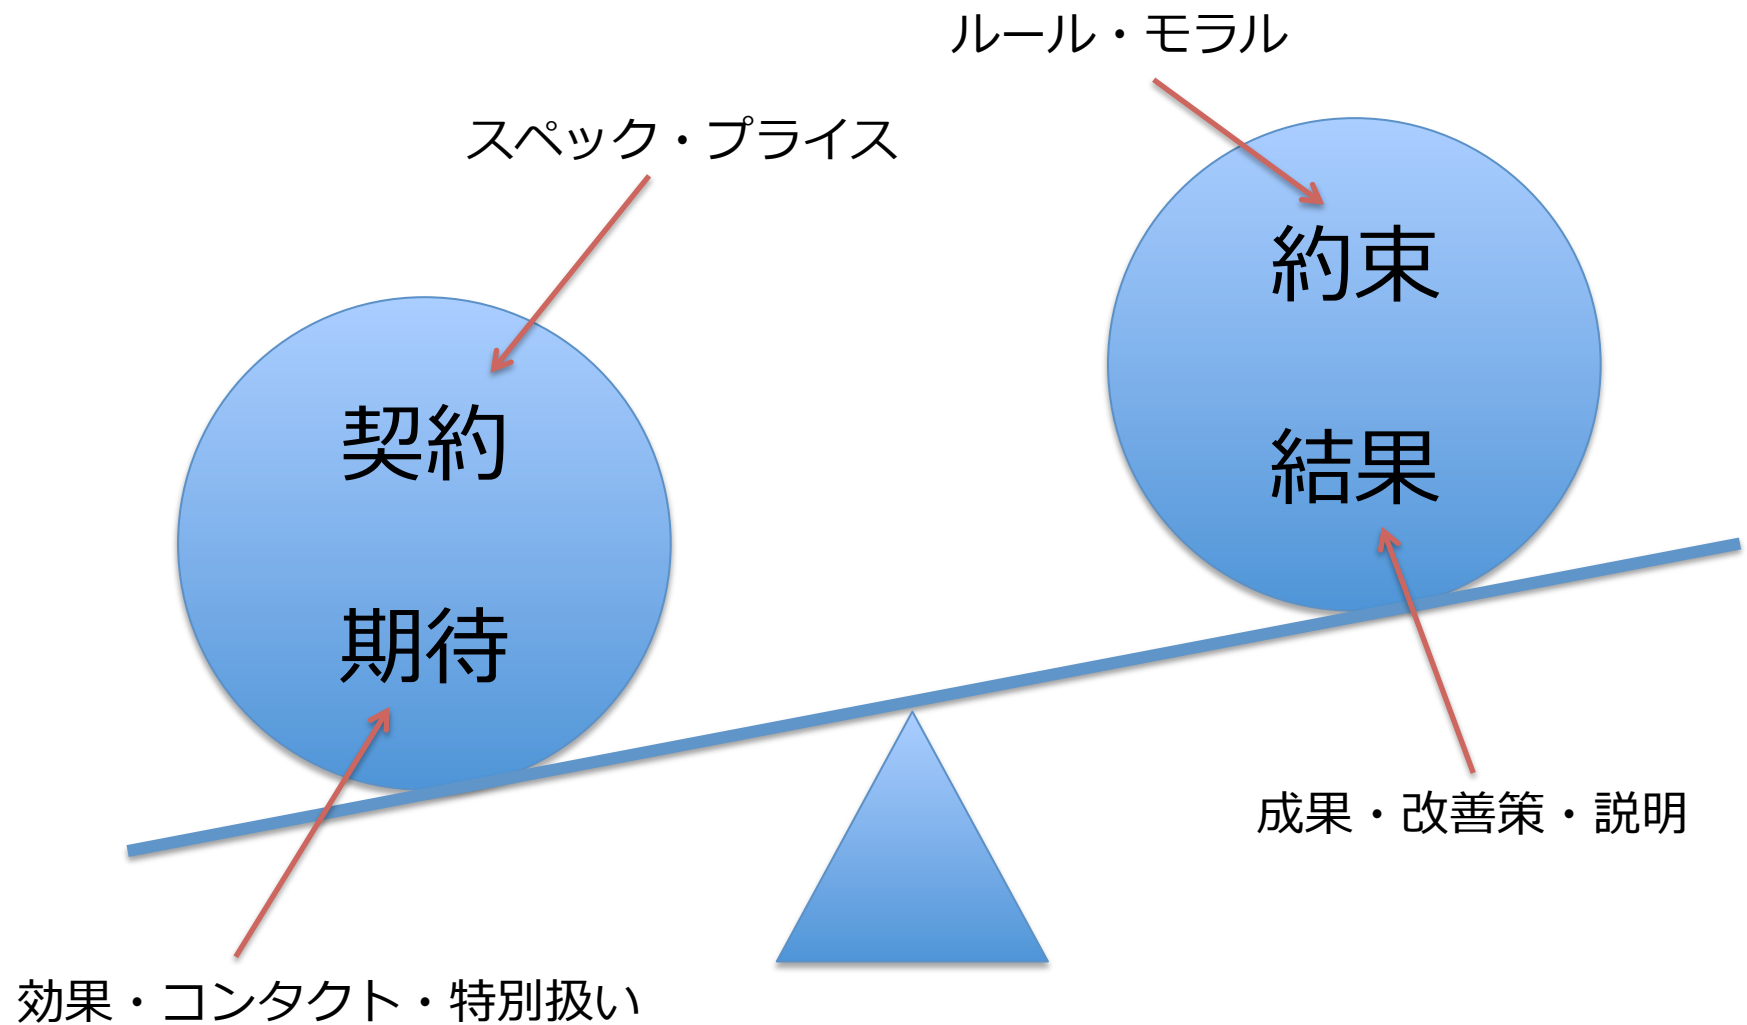 ルール・モラル
スペック・プライス
約束
結果
契約
期待
成果・改善策・説明
効果・コンタクト・特別扱い